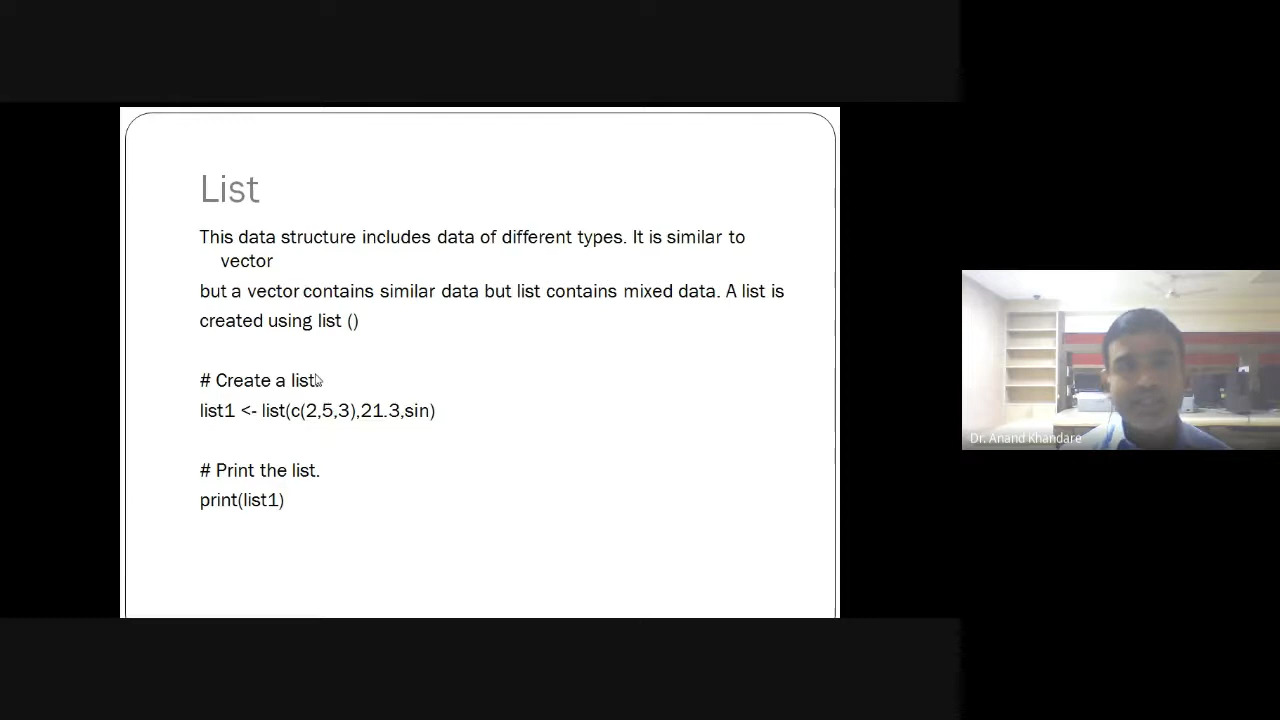 List
This data structure includes data of different types. It is similar to
vector
but a vector contains similar data but list contains mixed data. A list is
created using list ()
# Create a list.
list1 <- list(c(2,5,3),21.3,sin)
# Print the list.
print(list1)
Dr. Anand Khandare